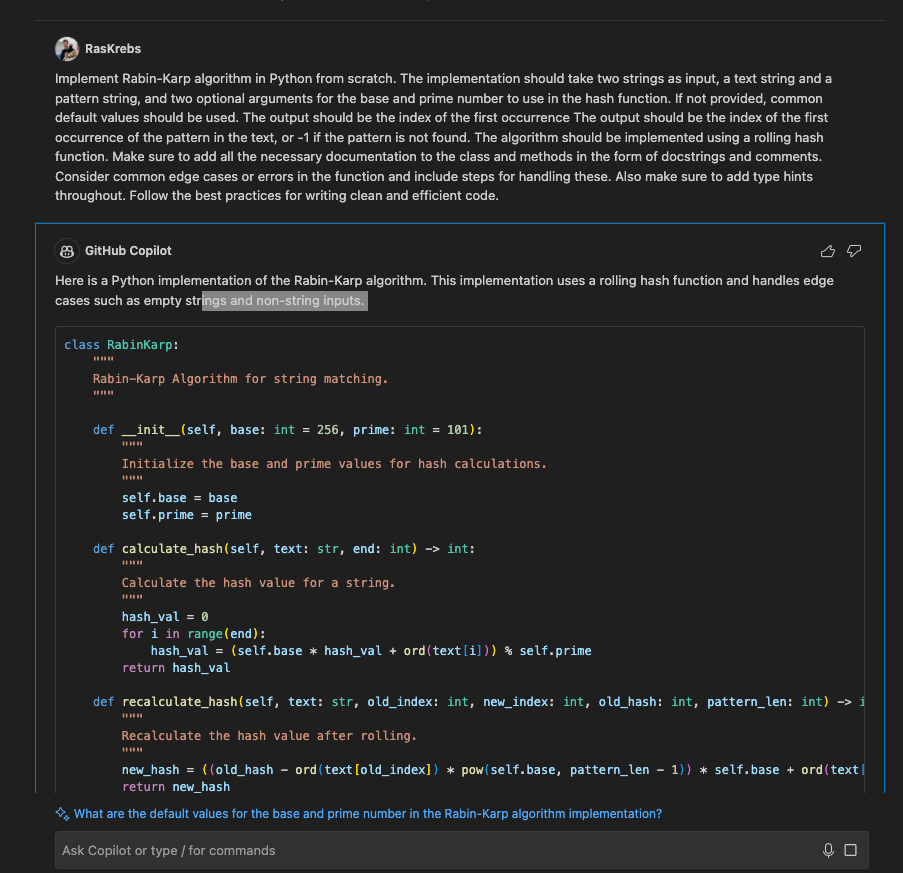 RasKrebs
Implement Rabin-Karp algorithm in Python from scratch. The implementation should take two strings as input, a text string and a
pattern string, and two optional arguments for the base and prime number to use in the hash function. If not provided, common
default values should be used. The output should be the index of the first occurrence The output should be the index of the first
occurrence of the pattern in the text, or -1 if the pattern is not found. The algorithm should be implemented using a rolling hash
function. Make sure to add all the necessary documentation to the class and methods in the form of docstrings and comments.
Consider common edge cases or errors in the function and include steps for handling these. Also make sure to add type hints
throughout. Follow the best practices for writing clean and efficient code.
GitHub Copilot
Here is a Python implementation of the Rabin-Karp algorithm. This implementation uses a rolling hash function and handles edge
cases such as empty strings and non-string inputs.
class RabinKarp:
    """
    Rabin-Karp Algorithm for string matching.
    """
    def __init__(self, base: int = 256, prime: int = 101):
        """
        Initialize the base and prime values for hash calculations.
        """
        self.base = base
        self.prime = prime
    def calculate_hash(self, text: str, end: int) -> int:
        """
        Calculate the hash value for a string.
        """
        hash_val = 0
        for i in range(end):
            hash_val = (self.base * hash_val + ord(text[i])) % self.prime
        return hash_val
    def recalculate_hash(self, text: str, old_index: int, new_index: int, old_hash: int, pattern_len: int) -> i
        """
        Recalculate the hash value after rolling.
        """
        new_hash = ((old_hash - ord(text[old_index]) * pow(self.base, pattern_len - 1)) * self.base + ord(text[
        return new_hash
What are the default values for the base and prime number in the Rabin-Karp algorithm implementation?
Ask Copilot or type / for commands